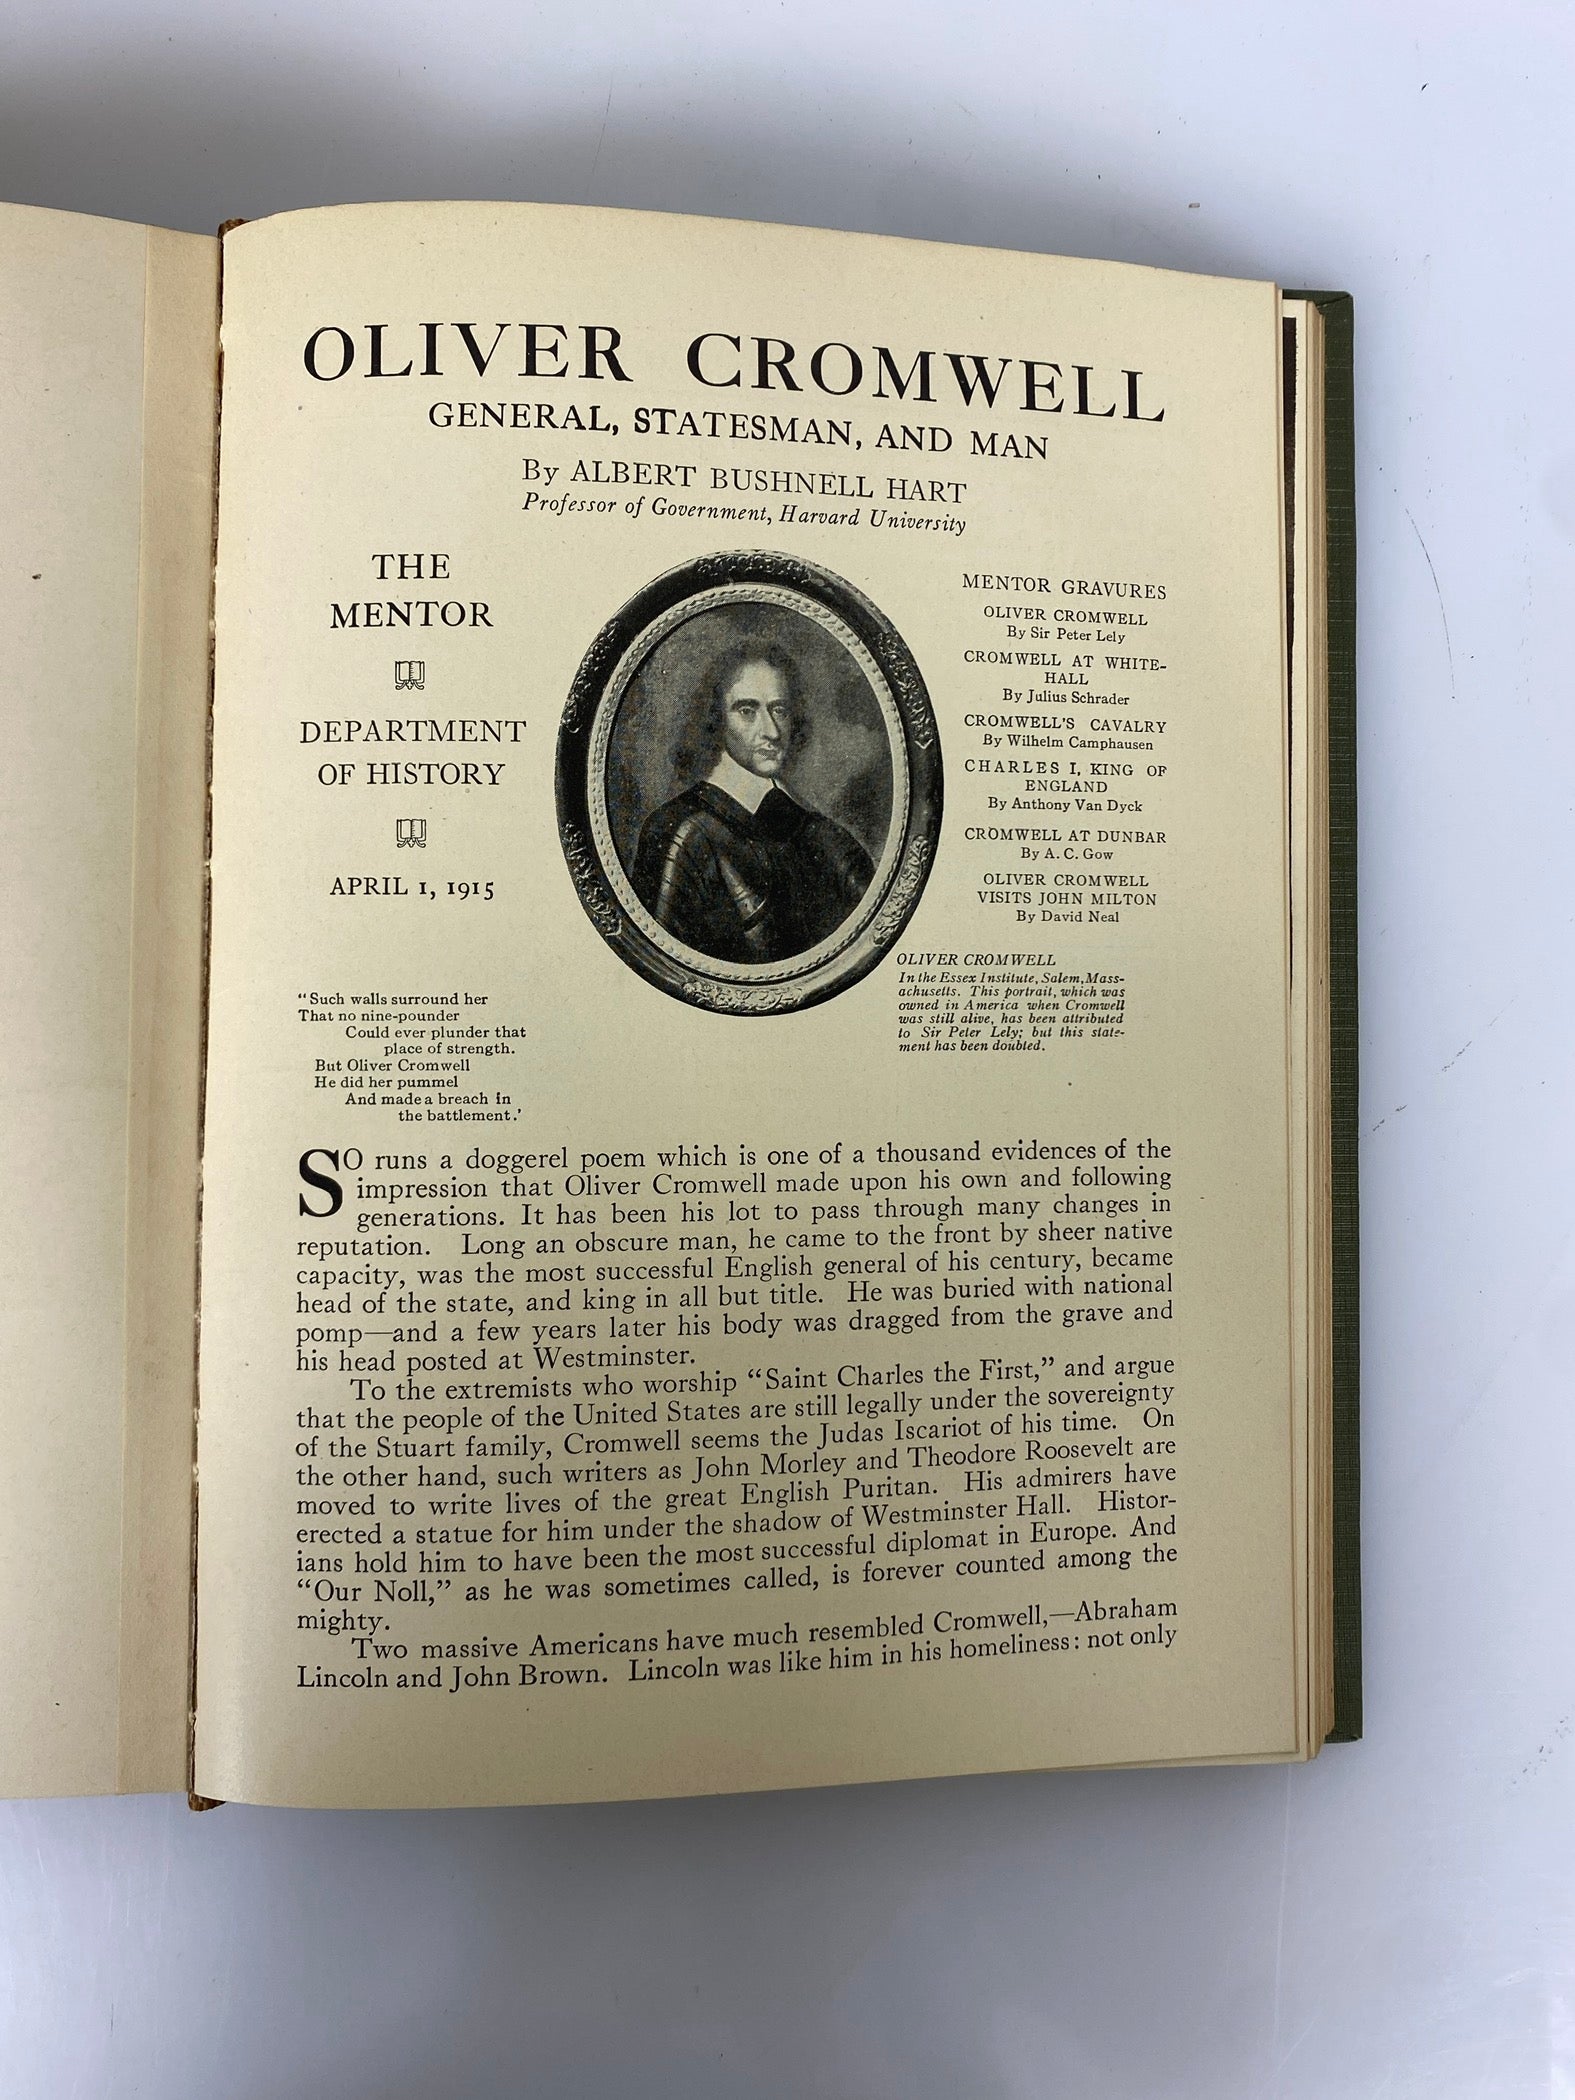 OLIVER CROMWELL
GENERAL, STATESMAN, AND MAN
By ALBERT BUSHNELL HART
Professor of Government, Harvard University
THE
MENTOR
DEPARTMENT
OF HISTORY
APRIL 1, 1915
MENTOR GRAVURES
OLIVER CROMWELL
By Sir Peter Lely
CROMWELL AT WHITE-
HALL
By Julius Schrader
CROMWELL'S CAVALRY
By Wilhelm Camphausen
CHARLES I, KING OF
ENGLAND
By Anthony Van Dyck
CROMWELL AT DUNBAR
By A. C. Gow
OLIVER CROMWELL
VISITS JOHN MILTON
By David Neal
OLIVER CROMWELL
In the Essex Institute, Salem, Mass-
achusetts. This portrait, which was
owned in America when Cromwell
was still alive, has been attributed
to Sir Peter Lely; but this state-
ment has been doubted.
"Such walls surround her
That no nine-pounder
Could ever plunder that
place of strength.
But Oliver Cromwell
He did her pummel
And made a breach in
the battlement.'
SO runs a doggerel poem which is one of a thousand evidences of the
impression that Oliver Cromwell made upon his own and following
generations. It has been his lot to pass through many changes in
reputation. Long an obscure man, he came to the front by sheer native
capacity, was the most successful English general of his century, became
head of the state, and king in all but title. He was buried with national
pomp—and a few years later his body was dragged from the grave and
his head posted at Westminster.
To the extremists who worship "Saint Charles the First," and argue
that the people of the United States are still legally under the sovereignty
of the Stuart family, Cromwell seems the Judas Iscariot of his time. On
the other hand, such writers as John Morley and Theodore Roosevelt are
moved to write lives of the great English Puritan. His admirers have
erected a statue for him under the shadow of Westminster Hall. Histor-
ians hold him to have been the most successful diplomat in Europe. And
"Our Noll," as he was sometimes called, is forever counted among the
mighty.
Two massive Americans have much resembled Cromwell,—Abraham
Lincoln and John Brown. Lincoln was like him in his homeliness: not only